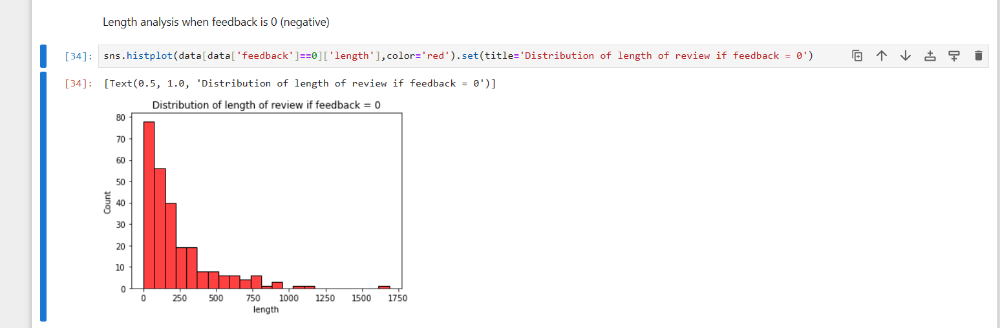 Length analysis when feedback is 0 (negative)
[34]: sns.histplot(data[data['feedback']==0]['length'],color='red').set(title='Distribution of length of review if feedback = 0')
[34]: [Text(0.5, 1.0, 'Distribution of length of review if feedback = 0')]
Distribution of length of review if feedback = 0
80
70
60
50
40
30
20
10
0
Count
0 250 500 750 1000 1250 1500 1750
length